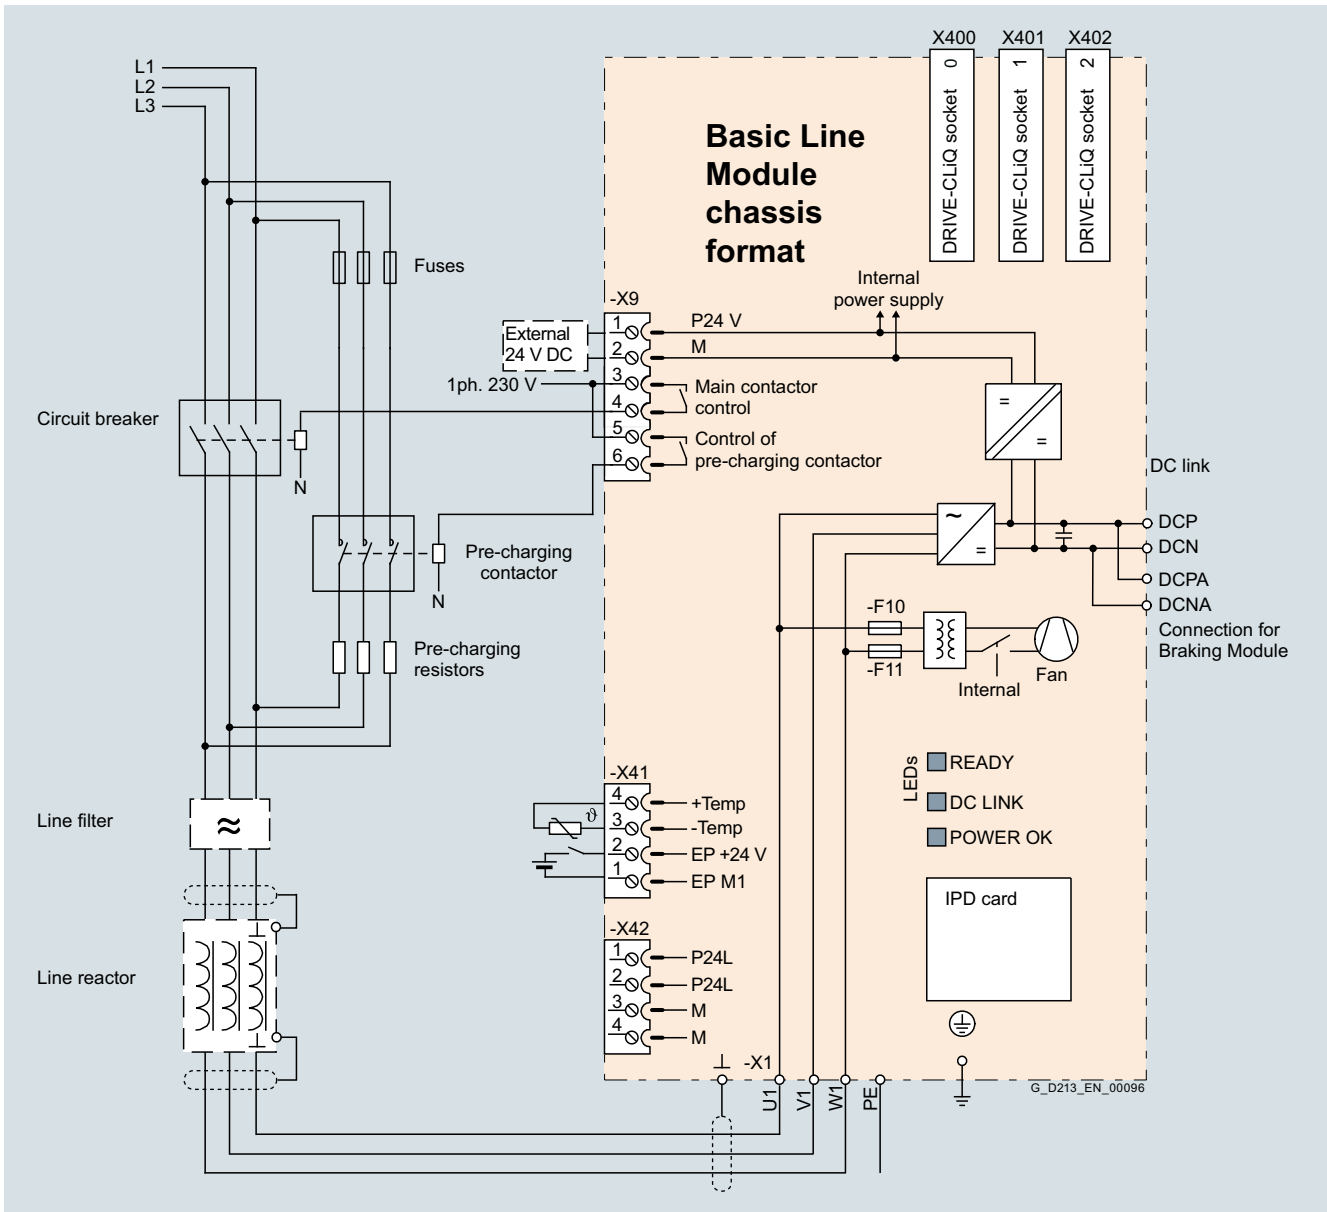 X400 X401 X402
L1
L2
L3
DRIVE-CLiQ socket 0
DRIVE-CLiQ socket 1
DRIVE-CLiQ socket 2
Basic Line
Module
chassis
format
Fuses
Internal
power supply
-X9
External
24 V DC
1 P24 V
2 M
1ph. 230 V
3 Main contactor
4 control
5 Control of
6 pre-charging contactor
=
=
Circuit breaker
N
DC link
~
=
DCP
DCN
DCPA
DCNA
Connection for
Braking Module
Pre-charging
contactor
N
-F10
-F11
Internal
Fan
Pre-charging
resistors
LEDs
READY
DC LINK
POWER OK
-X41
ϑ
4 +Temp
3 -Temp
2 EP +24 V
1 EP M1
Line filter
≈
IPD card
-X42
1 P24L
2 P24L
3 M
4 M
Line reactor
-X1
U1
V1
W1
PE
G_D213_EN_00096